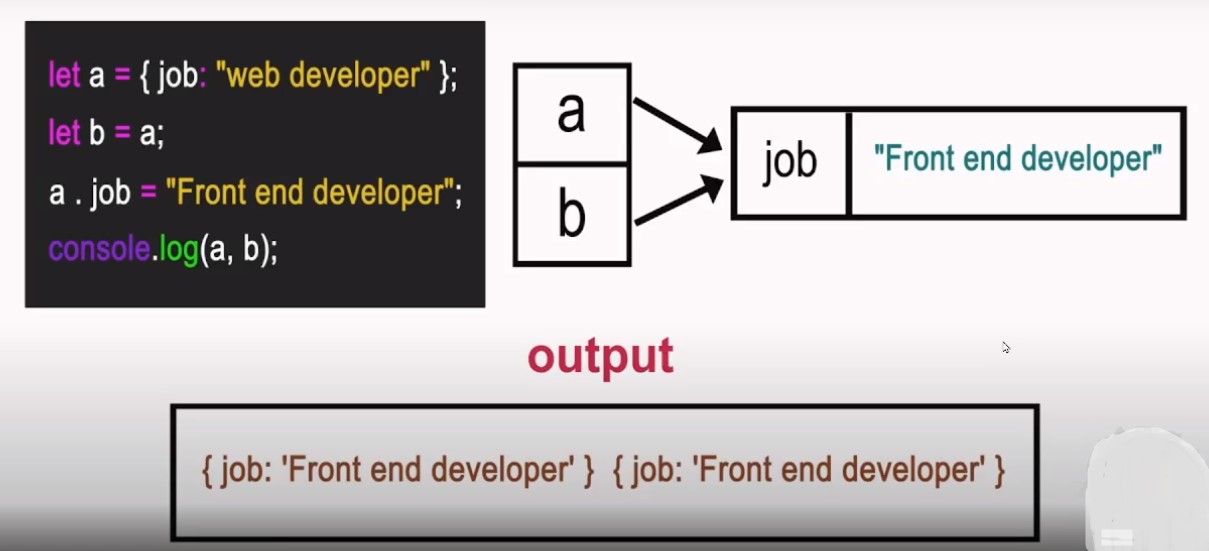 let a = { job: "web developer" };
let b = a;
a . job = "Front end developer";
console.log(a, b);
a
b
job
"Front end developer"
output
{ job: 'Front end developer' } { job: 'Front end developer' }